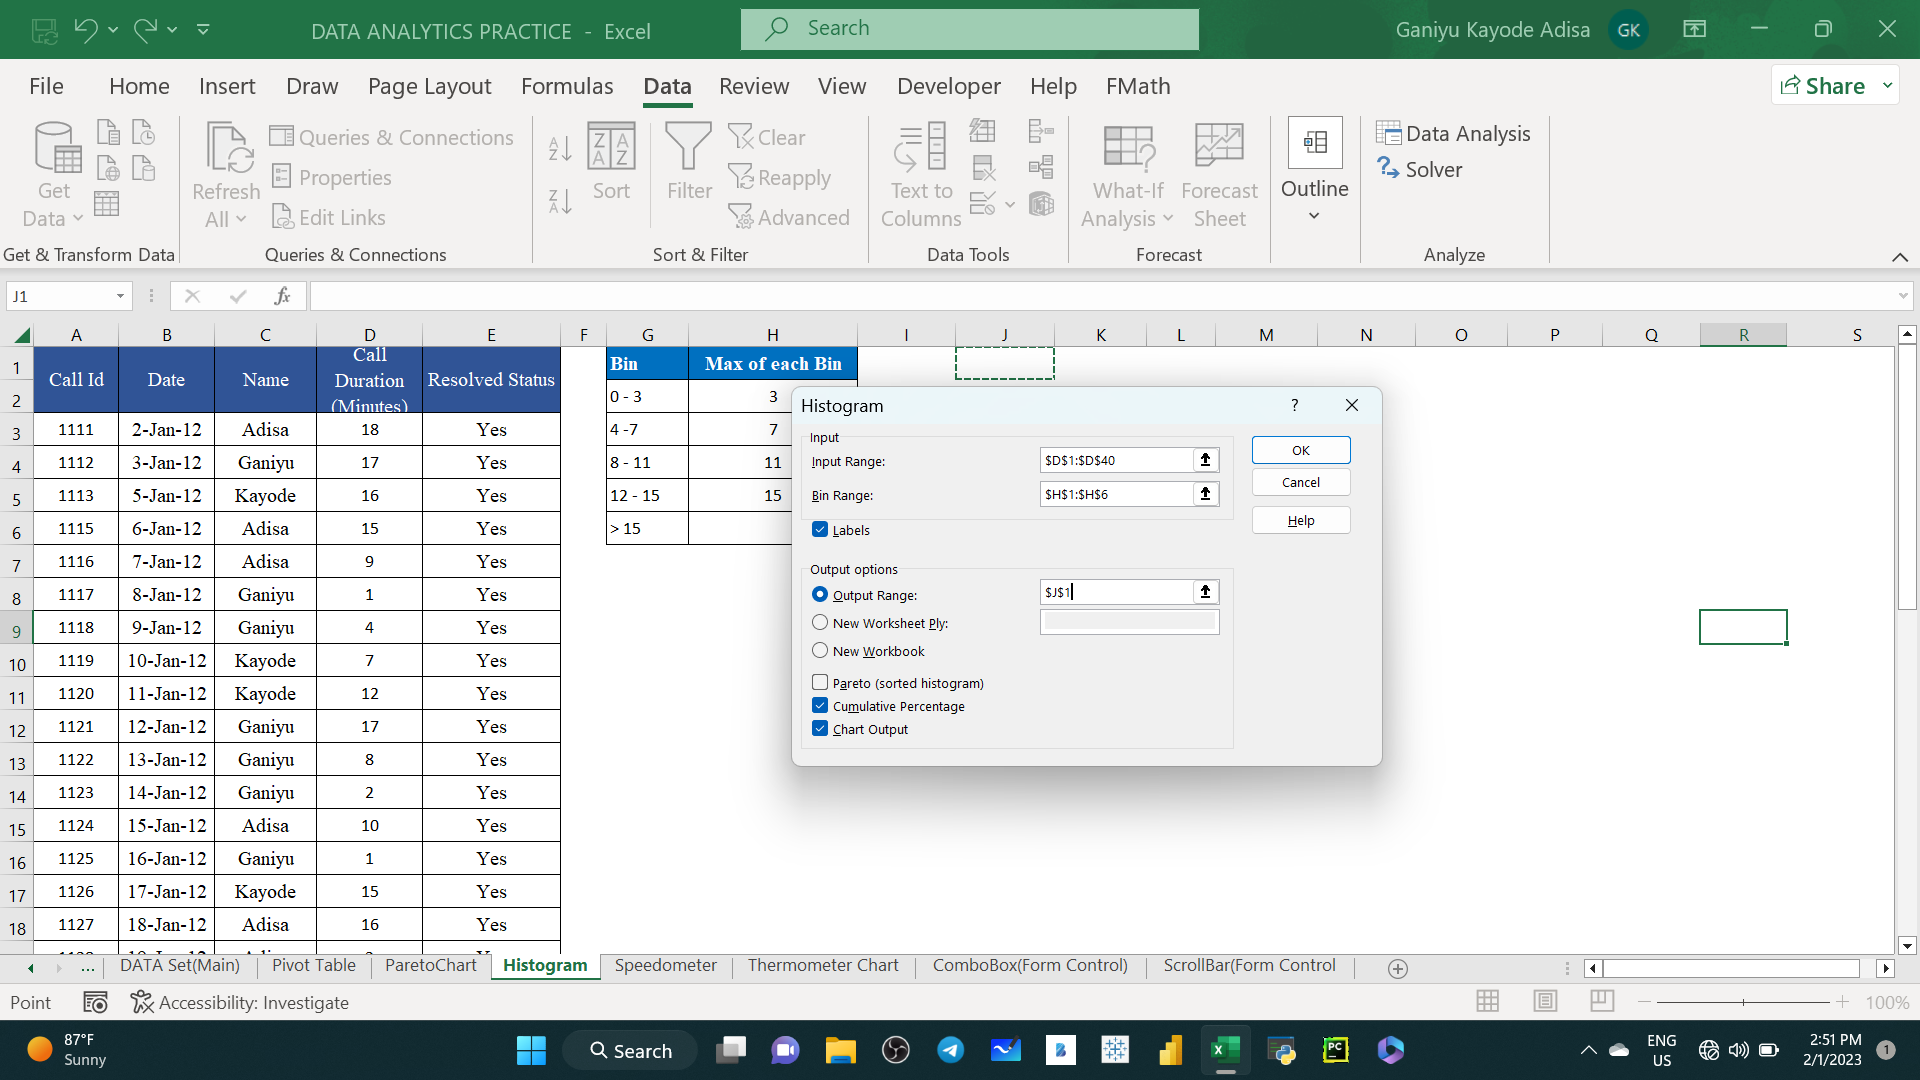 DATA ANALYTICS PRACTICE - Excel
Search
Ganiyu Kayode Adisa
GK
File Home Insert Draw Page Layout Formulas Data Review View Developer Help FMath
Share
Get Data
Refresh All
Queries & Connections
Properties
Edit Links
Sort
Filter
Clear
Reapply
Advanced
Text to Columns
What-If Analysis
Forecast Sheet
Outline
Data Analysis
Solver
Get & Transform Data
Queries & Connections
Sort & Filter
Data Tools
Forecast
Analyze
J1
fx
A B C D E F G H I J K L M N O P Q R S
1 2
Call Id Date Name Call Duration (Minutes) Resolved Status
3 1111 2-Jan-12 Adisa 18 Yes
4 1112 3-Jan-12 Ganiyu 17 Yes
5 1113 5-Jan-12 Kayode 16 Yes
6 1115 6-Jan-12 Adisa 15 Yes
7 1116 7-Jan-12 Adisa 9 Yes
8 1117 8-Jan-12 Ganiyu 1 Yes
9 1118 9-Jan-12 Ganiyu 4 Yes
10 1119 10-Jan-12 Kayode 7 Yes
11 1120 11-Jan-12 Kayode 12 Yes
12 1121 12-Jan-12 Ganiyu 17 Yes
13 1122 13-Jan-12 Ganiyu 8 Yes
14 1123 14-Jan-12 Ganiyu 2 Yes
15 1124 15-Jan-12 Adisa 10 Yes
16 1125 16-Jan-12 Ganiyu 1 Yes
17 1126 17-Jan-12 Kayode 15 Yes
18 1127 18-Jan-12 Adisa 16 Yes
Bin Max of each Bin
0 - 3 3
4 -7 7
8 - 11 11
12 - 15 15
> 15
Histogram
?
Input
Input Range: $D$1:$D$40
Bin Range: $H$1:$H$6
Labels
OK
Cancel
Help
Output options
Output Range: $J$1
New Worksheet Ply:
New Workbook
Pareto (sorted histogram)
Cumulative Percentage
Chart Output
... DATA Set(Main) Pivot Table ParetoChart Histogram Speedometer Thermometer Chart ComboBox(Form Control) ScrollBar(Form Control
Point
Accessibility: Investigate
100%
87°F
Sunny
Search
PC
ENG
US
2:51 PM
2/1/2023
1